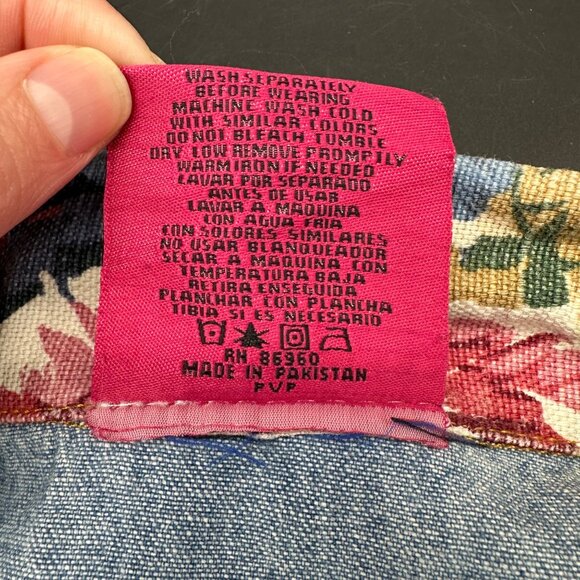 WASH SEPARATELY
BEFORE WEARING
MACHINE WASH COLD
WITH SIMILAR COLORS
DO NOT BLEACH TUMBLE
DRY LOW REMOVE PROMPTLY
WARM IRON IF NEEDED
LAVAR POR SEPARADO
ANTES DE USAR
LAVAR A MAQUINA
CON AGUA FRIA
CON SOLORES SIMILARES
NO USAR BLANQUEADOR
SECAR A MAQUINA CON
TEMPERATURA BAJA
RETIRA ENSEGUIDA
PLANCHAR CON PLANCHA
TIBIA SI ES NECESARIO
RN 86960
MADE IN PAKISTAN
PVP